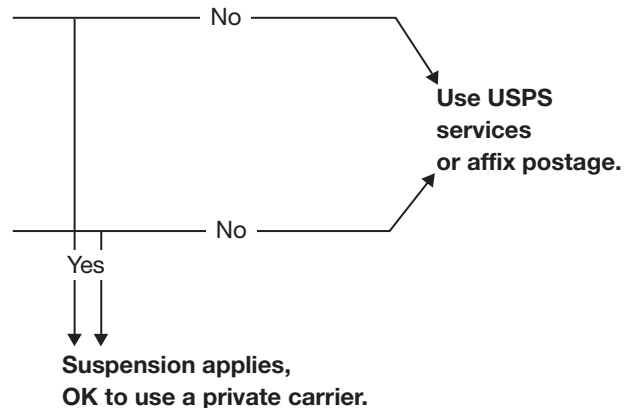 No
Use USPS
services
or affix postage.
No
Yes
Suspension applies,
OK to use a private carrier.